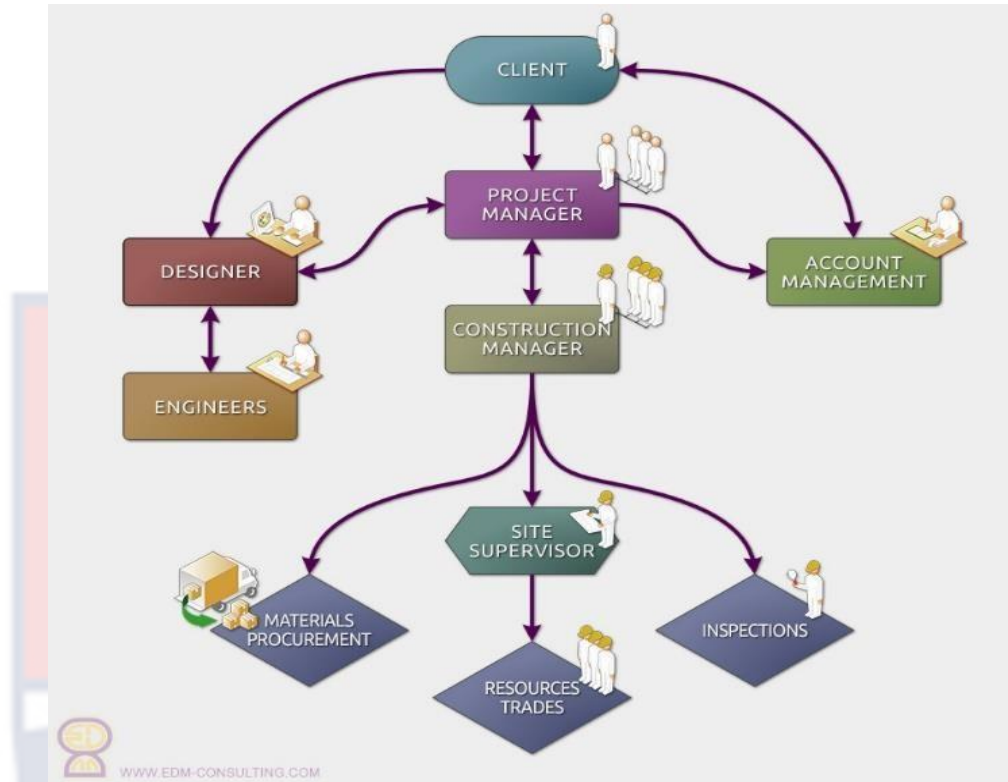 CLIENT
PROJECT
MANAGER
DESIGNER
ACCOUNT
MANAGEMENT
CONSTRUCTION
MANAGER
ENGINEERS
SITE
SUPERVISOR
MATERIALS
PROCUREMENT
INSPECTIONS
RESOURCES
TRADES
WWW.EDM-CONSULTING.COM